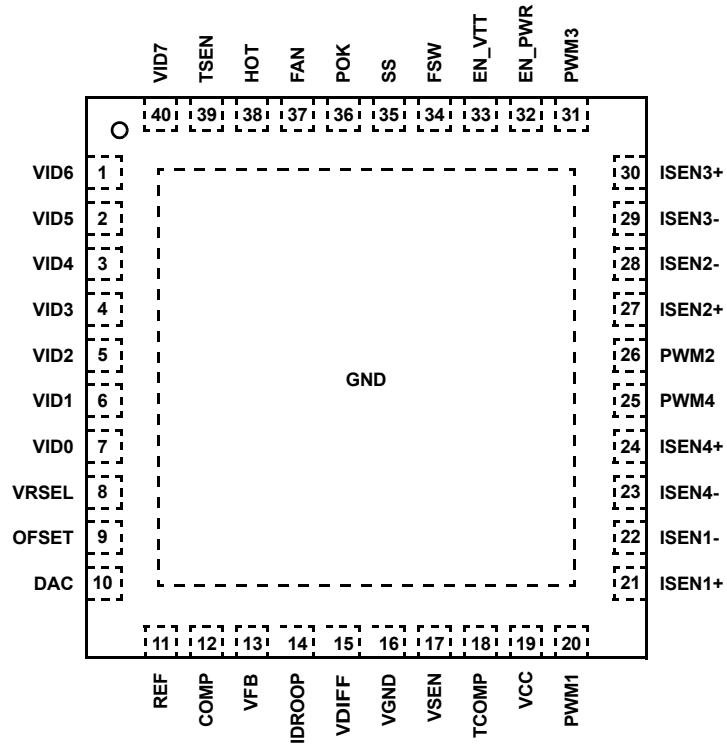 VID7
TSEN
HOT
FAN
POK
SS
FSW
EN_VTT
EN_PWR
PWM3
40 39 38 37 36 35 34 33 32 31
VID6 1
VID5 2
VID4 3
VID3 4
VID2 5
VID1 6
VID0 7
VRSEL 8
OFSET 9
DAC 10
GND
30 ISEN3+
29 ISEN3-
28 ISEN2-
27 ISEN2+
26 PWM2
25 PWM4
24 ISEN4+
23 ISEN4-
22 ISEN1-
21 ISEN1+
11 12 13 14 15 16 17 18 19 20
REF
COMP
VFB
IDROOP
VDIFF
VGND
VSEN
TCOMP
VCC
PWM1